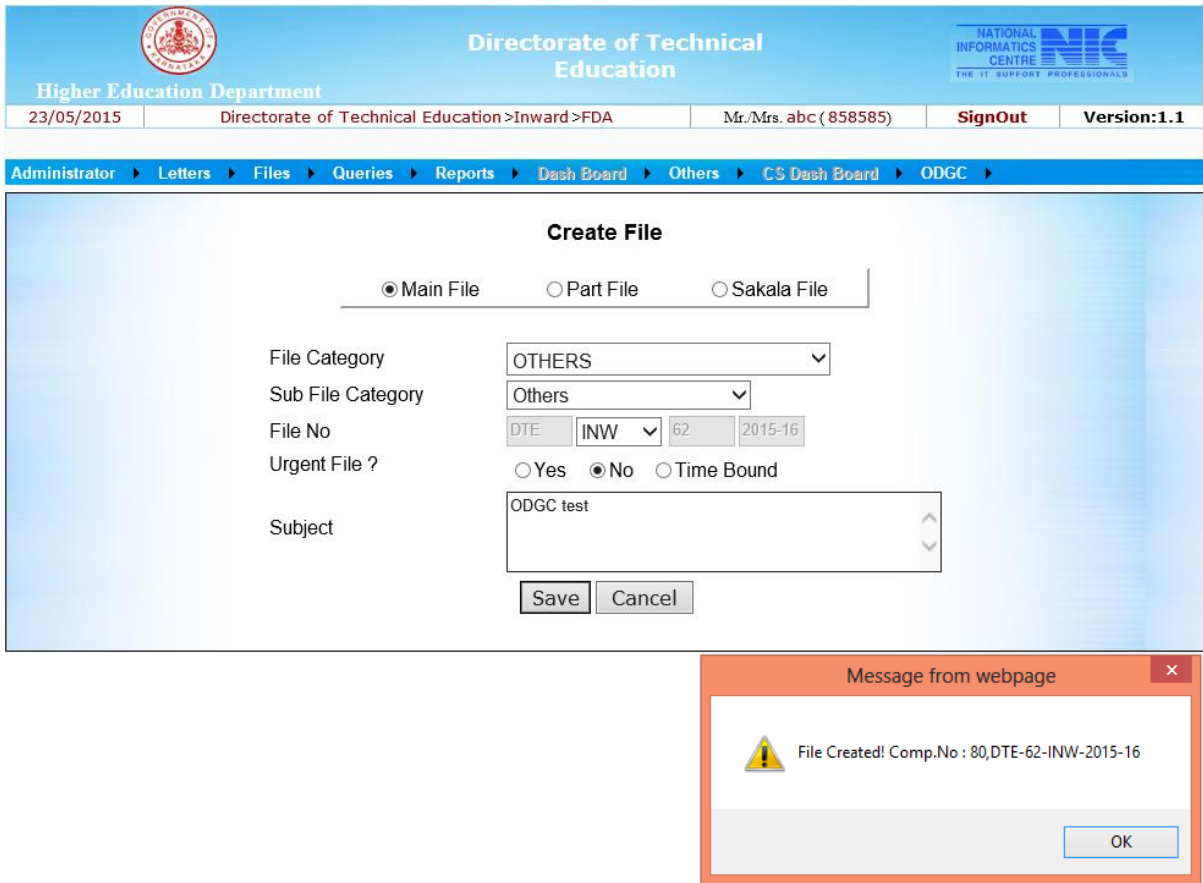 GOVERNMENT OF
KARNATAKA
Higher Education Department
Directorate of Technical
Education
NATIONAL
INFORMATICS
CENTRE
NIC
THE IT SUPPORT PROFESSIONALS
23/05/2015 Directorate of Technical Education >Inward >FDA Mr./Mrs. abc ( 858585) SignOut Version:1.1
Administrator Letters Files Queries Reports Dash Board Others CS Dash Board ODGC
Create File
Main File Part File Sakala File
File Category OTHERS
Sub File Category Others
File No DTE INW 62 2015-16
Urgent File ? Yes No Time Bound
Subject ODGC test
Save Cancel
Message from webpage
File Created! Comp.No : 80,DTE-62-INW-2015-16
OK